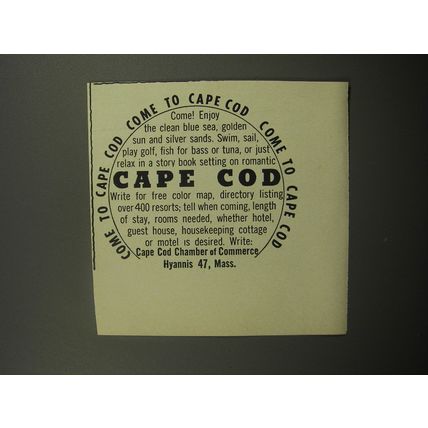 COME TO CAPE COD COME TO CAPE COD COME TO CAPE COD
Come! Enjoy
the clean blue sea, golden
sun and silver sands. Swim, sail,
play golf, fish for bass or tuna, or just
relax in a story book setting on romantic
CAPE COD
Write for free color map, directory listing
over 400 resorts; tell when coming, length
of stay, rooms needed, whether hotel,
guest house, housekeeping cottage
or motel is desired. Write:
Cape Cod Chamber of Commerce
Hyannis 47, Mass.